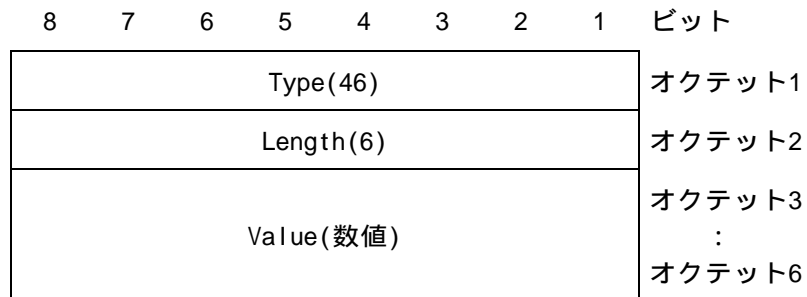 8 7 6 5 4 3 2 1 ビット
Type(46) オクテット1
Length(6) オクテット2
オクテット3
Value(数値) :
オクテット6